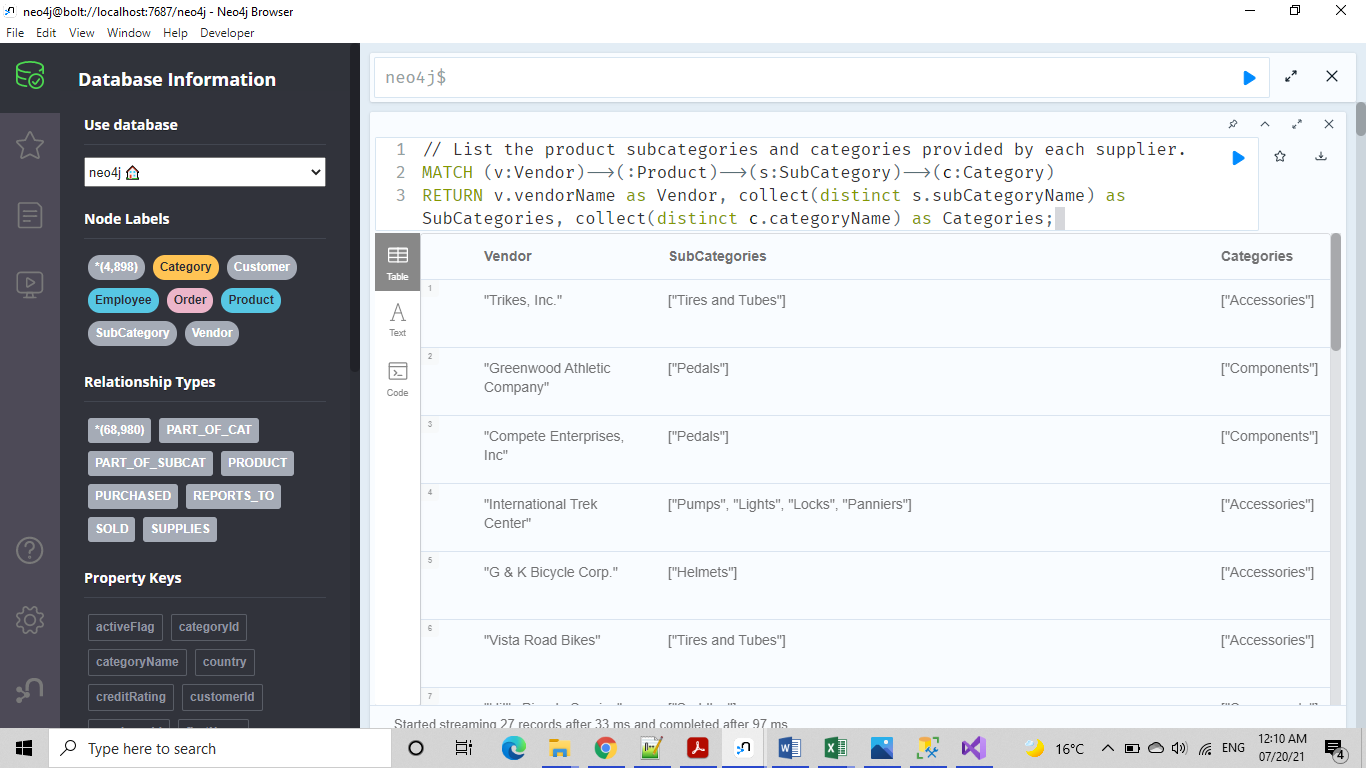 neo4j@bolt://localhost:7687/neo4j - Neo4j Browser
File Edit View Window Help Developer
Database Information
Use database
neo4j
Node Labels
*(4,898) Category Customer
Employee Order Product
SubCategory Vendor
Relationship Types
*(68,980) PART_OF_CAT
PART_OF_SUBCAT PRODUCT
PURCHASED REPORTS_TO
SOLD SUPPLIES
Property Keys
activeFlag categoryId
categoryName country
creditRating customerId
neo4j$
1 // List the product subcategories and categories provided by each supplier.
2 MATCH (v:Vendor)-->(:Product)-->(s:SubCategory)-->(c:Category)
3 RETURN v.vendorName as Vendor, collect(distinct s.subCategoryName) as
SubCategories, collect(distinct c.categoryName) as Categories;
Table
Text
Code
Vendor SubCategories Categories
1 "Trikes, Inc." ["Tires and Tubes"] ["Accessories"]
2 "Greenwood Athletic ["Pedals"] ["Components"]
Company"
3 "Compete Enterprises, ["Pedals"] ["Components"]
Inc"
4 "International Trek ["Pumps", "Lights", "Locks", "Panniers"] ["Accessories"]
Center"
5 "G & K Bicycle Corp." ["Helmets"] ["Accessories"]
6 "Vista Road Bikes" ["Tires and Tubes"] ["Accessories"]
7
Started streaming 27 records after 33 ms and completed after 97 ms
Type here to search
16°C ENG
12:10 AM
07/20/21
4